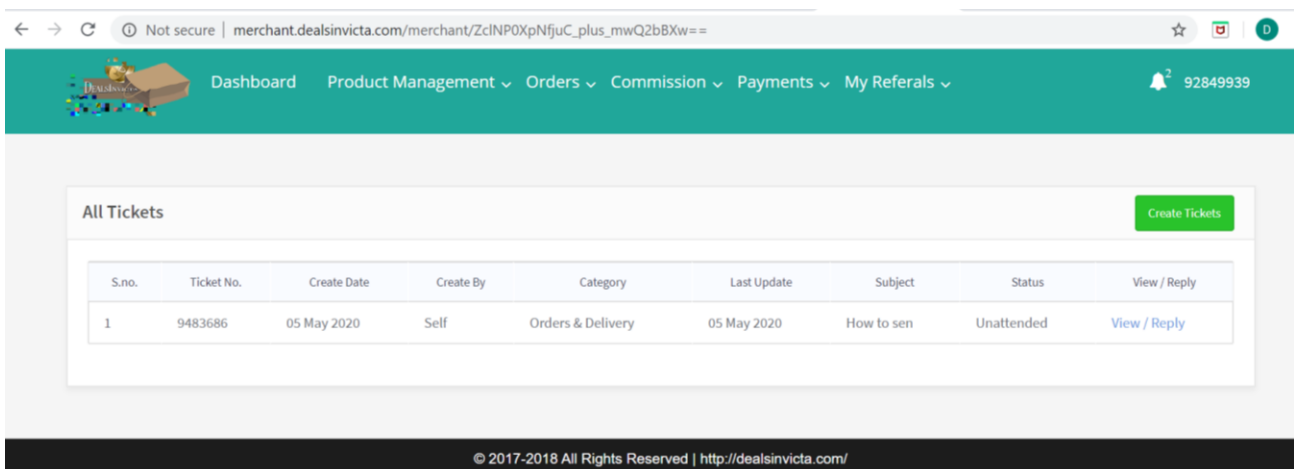 Not secure | merchant.dealsinvicta.com/merchant/ZclNP0XpNfjuC_plus_mwQ2bBXw==
D
Dashboard Product Management Orders Commission Payments My Referals 2 92849939
All Tickets Create Tickets
S.no. Ticket No. Create Date Create By Category Last Update Subject Status View / Reply
1 9483686 05 May 2020 Self Orders & Delivery 05 May 2020 How to sen Unattended View / Reply
© 2017-2018 All Rights Reserved | http://dealsinvicta.com/